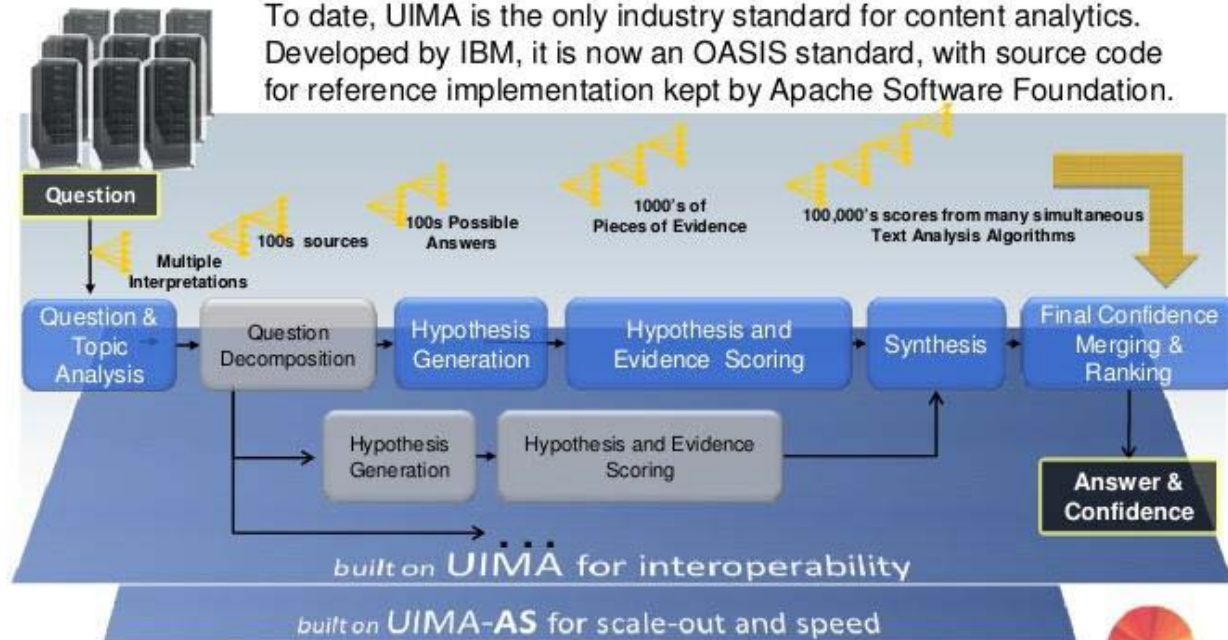 To date, UIMA is the only industry standard for content analytics.
Developed by IBM, it is now an OASIS standard, with source code
for reference implementation kept by Apache Software Foundation.
Question
Multiple
Interpretations
100s sources
100s Possible
Answers
1000's of
Pieces of Evidence
100,000's scores from many simultaneous
Text Analysis Algorithms
Question &
Topic
Analysis
Question
Decomposition
Hypothesis
Generation
Hypothesis and
Evidence Scoring
Synthesis
Final Confidence
Merging &
Ranking
Hypothesis
Generation
Hypothesis and Evidence
Scoring
Answer &
Confidence
. . .
built on UIMA for interoperability
built on UIMA-AS for scale-out and speed